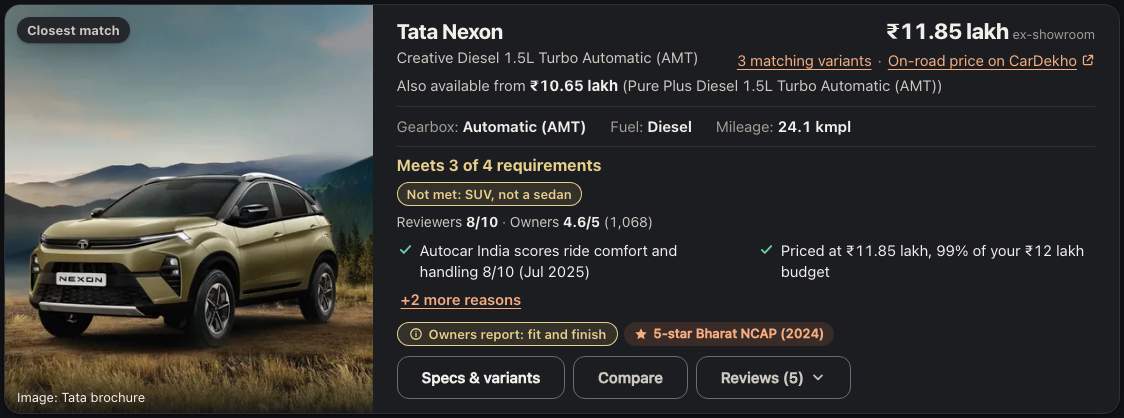 Closest match
Tata Nexon
₹11.85 lakh ex-showroom
Creative Diesel 1.5L Turbo Automatic (AMT)
3 matching variants · On-road price on CarDekho
Also available from ₹10.65 lakh (Pure Plus Diesel 1.5L Turbo Automatic (AMT))
Gearbox: Automatic (AMT) Fuel: Diesel Mileage: 24.1 kmpl
Meets 3 of 4 requirements
Not met: SUV, not a sedan
Reviewers 8/10 · Owners 4.6/5 (1,068)
Autocar India scores ride comfort and
handling 8/10 (Jul 2025)
Priced at ₹11.85 lakh, 99% of your ₹12 lakh
budget
+2 more reasons
Owners report: fit and finish
5-star Bharat NCAP (2024)
Specs & variants
Compare
Reviews (5)
NEXON
Image: Tata brochure